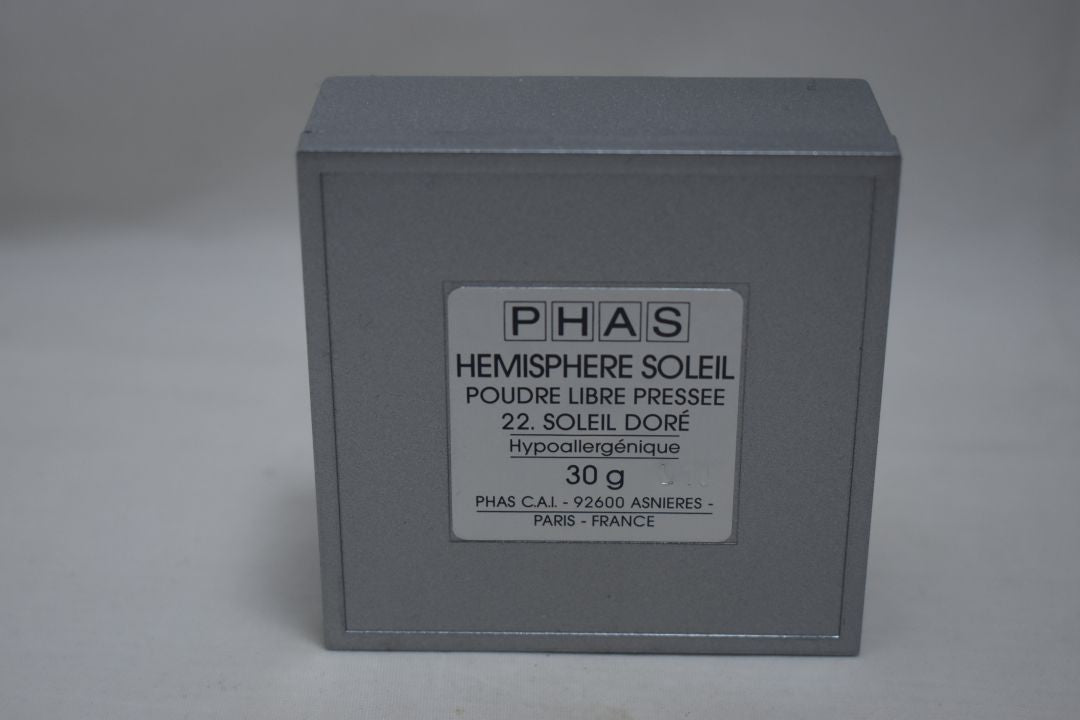 PHAS
HEMISPHERE SOLEIL
POUDRE LIBRE PRESSEE
22. SOLEIL DORÉ
Hypoallergénique
30 g
PHAS C.A.I. - 92600 ASNIERES -
PARIS - FRANCE